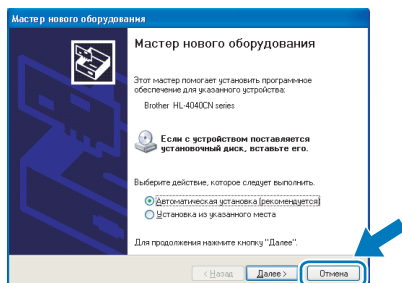 Мастер нового оборудования
Мастер нового оборудования
Этот мастер помогает установить программное
обеспечение для указанного устройства:
Brother HL-4040CN series
Если с устройством поставляется
установочный диск, вставьте его.
Выберите действие, которое следует выполнить.
Автоматическая установка (рекомендуется)
Установка из указанного места
Для продолжения нажмите кнопку "Далее".
< Назад Далее > Отмена